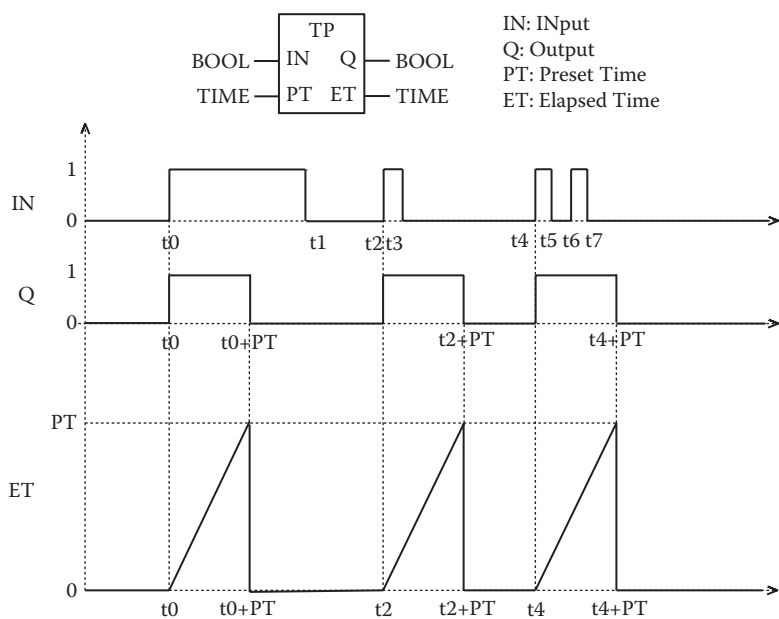 TP
BOOL IN Q BOOL
TIME PT ET TIME
IN: INput
Q: Output
PT: Preset Time
ET: Elapsed Time
1
IN
0
t0 t1 t2 t3 t4 t5 t6 t7
1
Q
0
t0 t0+PT t2+PT t4+PT
PT
ET
0
t0 t0+PT t2 t2+PT t4 t4+PT